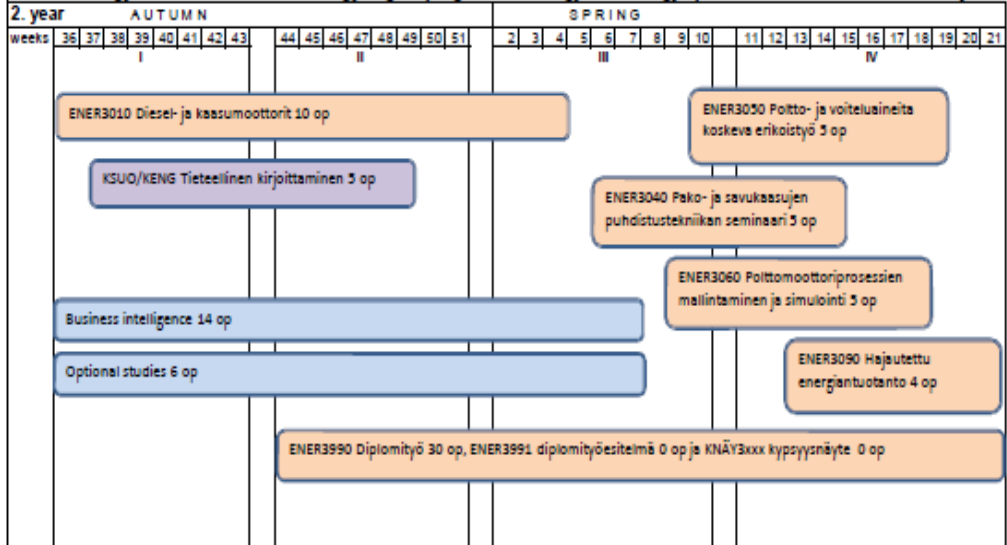 2. year AUTUMN SPRING
weeks 36 37 38 39 40 41 42 43 44 45 46 47 48 49 50 51 2 3 4 5 6 7 8 9 10 11 12 13 14 15 16 17 18 19 20 21
I II III IV
ENER3010 Diesel- ja kaasumoottorit 10 op
ENER3050 Poltto- ja voiteluaineita
koskeva erikoistyö 5 op
KSUO/KENG Tieteellinen kirjoittaminen 5 op
ENER3040 Pako- ja savukaasujen
puhdistustekniikan seminaari 5 op
ENER3060 Polttomoottoriprosessien
mallintaminen ja simulointi 5 op
Business intelligence 14 op
ENER3090 Hajautettu
energiantuotanto 4 op
Optional studies 6 op
ENER3990 Diplomityö 30 op, ENER3991 diplomityöesitelmä 0 op ja KNÄY3xxx kypsyysnäyte 0 op